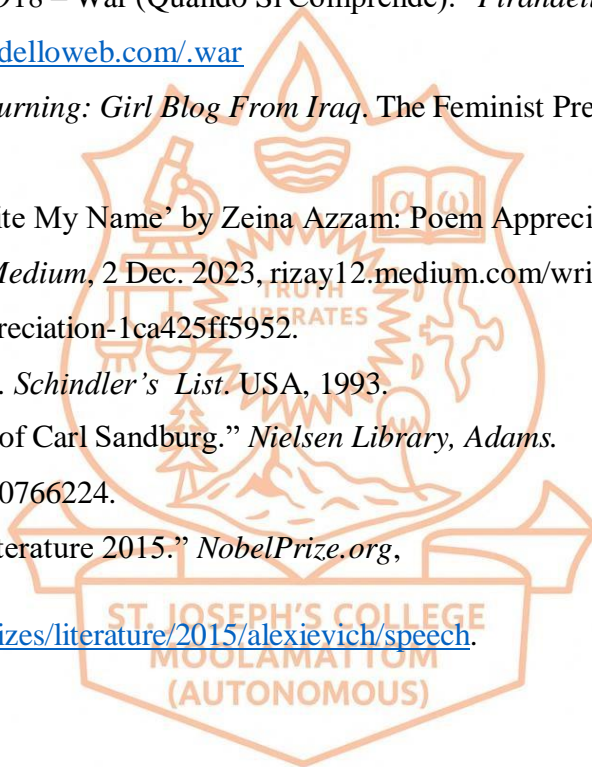 1918 – War (Quando Si Comprende).” Pirandell
delloweb.com/.war
urning: Girl Blog From Iraq. The Feminist Pre
ite My Name’ by Zeina Azzam: Poem Appreci
Medium, 2 Dec. 2023, rizay12.medium.com/wri
reciation-1ca425ff5952.
. Schindler’s List. USA, 1993.
of Carl Sandburg.” Nielsen Library, Adams.
0766224.
iterature 2015.” NobelPrize.org,
izes/literature/2015/alexievich/speech.
α ω
TRUTH
LIBERATES
ST. JOSEPH'S COLLEGE
MOOLAMATTOM
(AUTONOMOUS)